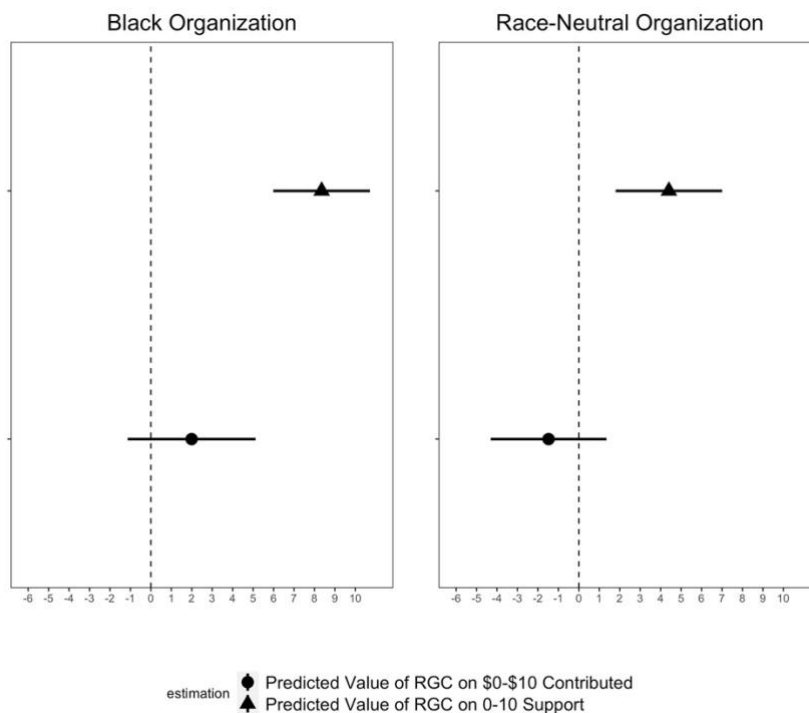 Black Organization
Race-Neutral Organization
-6 -4 -3 -2 -1 0 1 2 3 4 5 6 7 8 9 10
-6 -5 -4 -3 -2 -1 0 1 2 3 4 5 6 7 8 9 10
estimation
Predicted Value of RGC on $0-$10 Contributed
Predicted Value of RGC on 0-10 Support